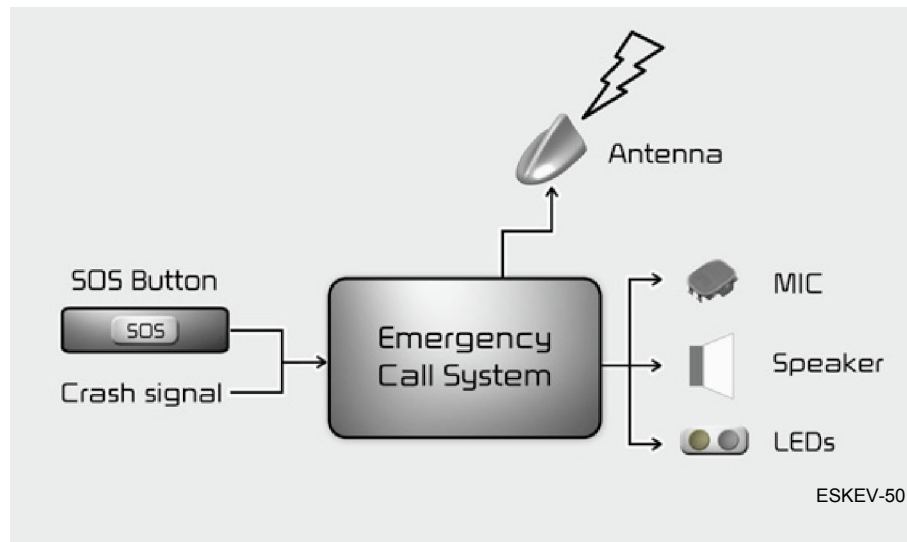 Antenna
SOS Button
SOS
Crash signal
Emergency
Call System
MIC
Speaker
LEDs
ESKEV-50